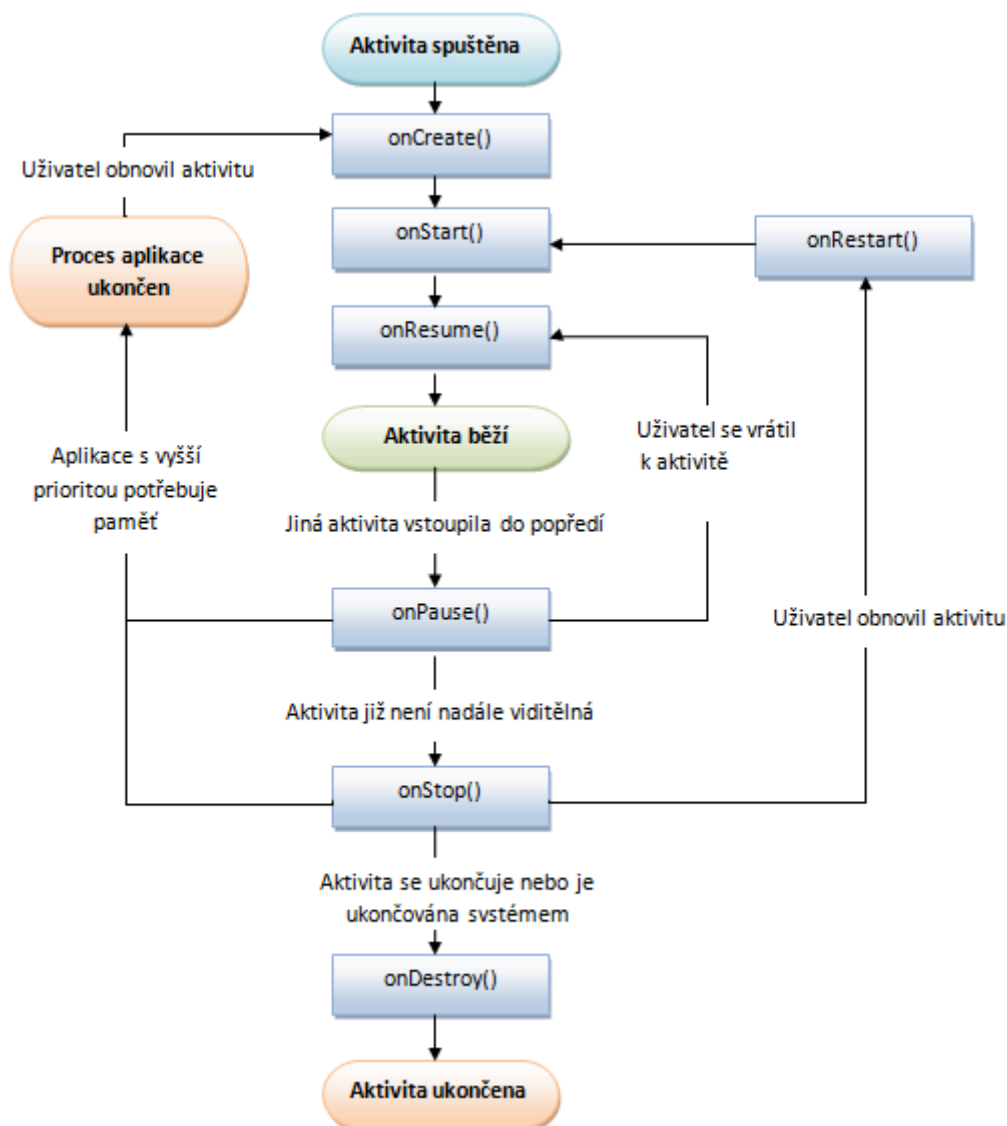 Aktivita spuštěna
onCreate()
Uživatel obnovil aktivitu
onStart()
onRestart()
Proces aplikace
ukončen
onResume()
Aktivita běží
Uživatel se vrátil
k aktivitě
Aplikace s vyšší
prioritou potřebuje
paměť
Jiná aktivita vstoupila do popředí
onPause()
Uživatel obnovil aktivitu
Aktivita již není nadále viditělná
onStop()
Aktivita se ukončuje nebo je
ukončována svstémem
onDestroy()
Aktivita ukončena